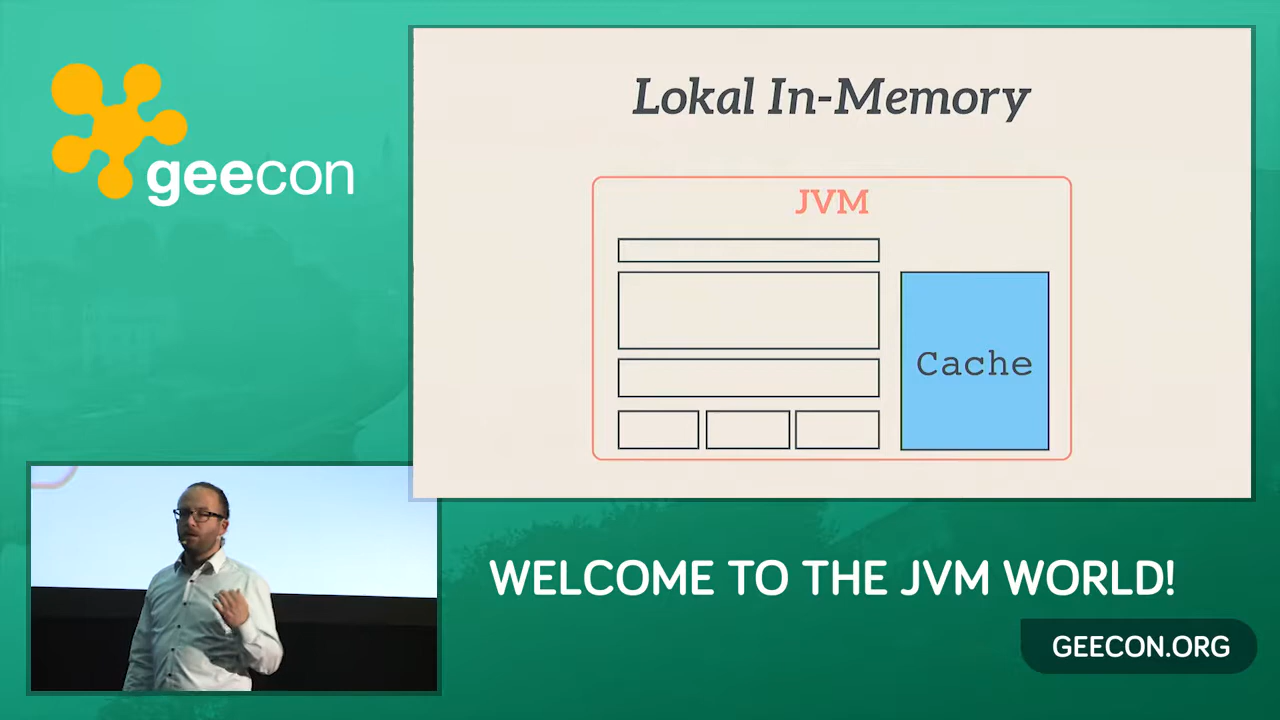 geecon
Lokal In-Memory
JVM
Cache
WELCOME TO THE JVM WORLD!
GEECON.ORG